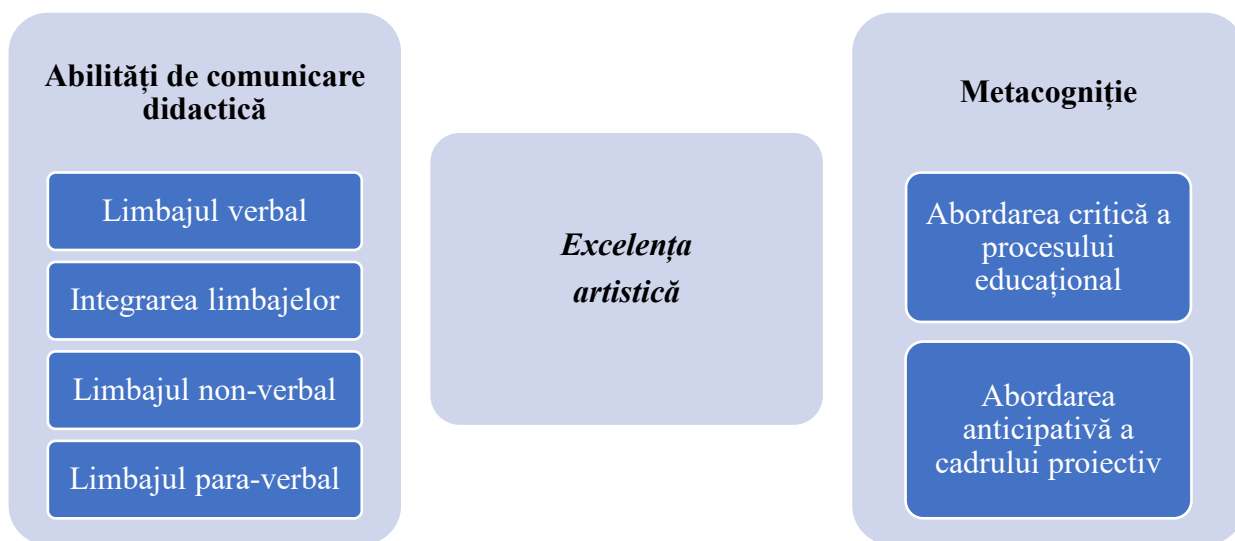 Abilități de comunicare
didactică
Limbajul verbal
Integrarea limbajelor
Limbajul non-verbal
Limbajul para-verbal
Excelența
artistică
Metacogniție
Abordarea critică a
procesului
educațional
Abordarea
anticipativă a
cadrului proiectiv